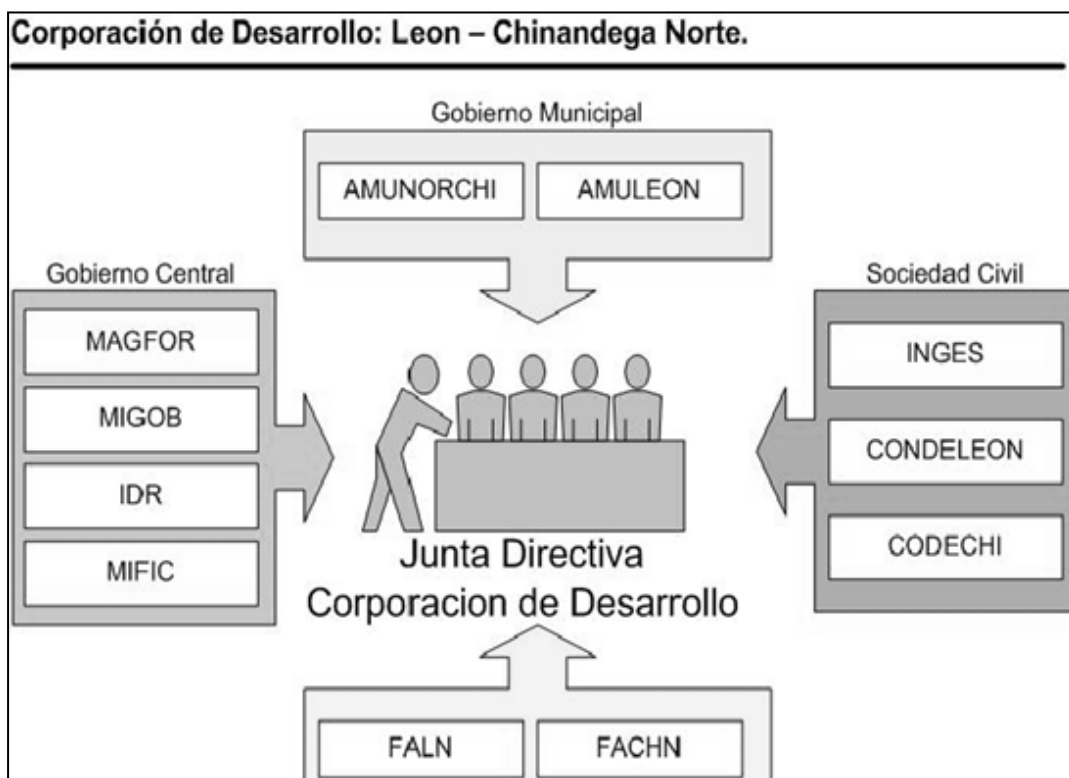 Corporación de Desarrollo: Leon – Chinandega Norte.
Gobierno Municipal
AMUNORCHI
AMULEON
Gobierno Central
MAGFOR
MIGOB
IDR
MIFIC
Sociedad Civil
INGES
CONDELEON
CODECHI
Junta Directiva
Corporacion de Desarrollo
FALN
FACHN